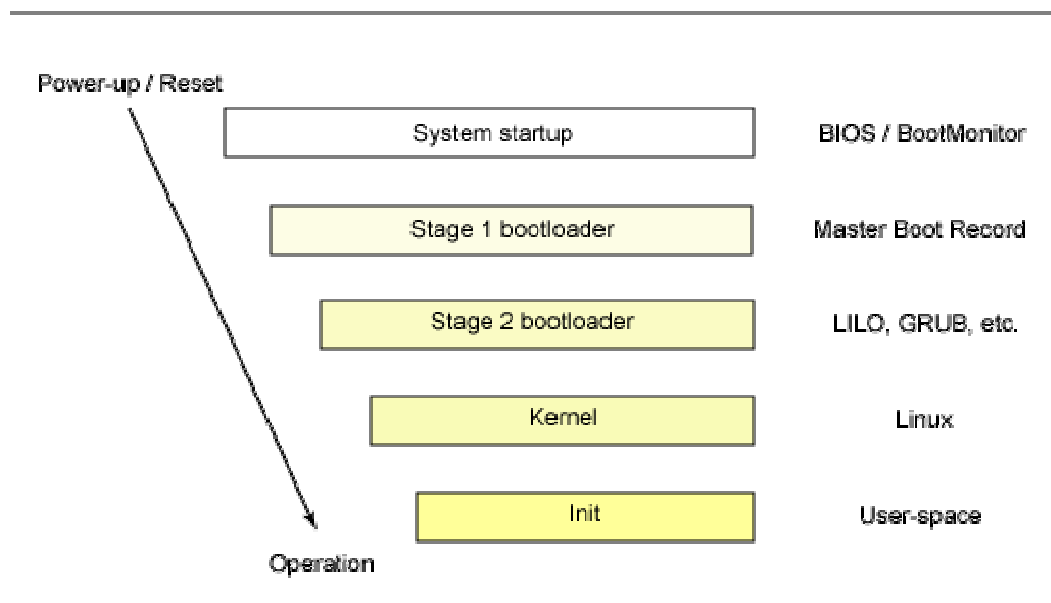 Power-up / Reset
System startup
BIOS / BootMonitor
Stage 1 bootloader
Master Boot Record
Stage 2 bootloader
LILO, GRUB, etc.
Kernel
Linux
Init
User-space
Operation